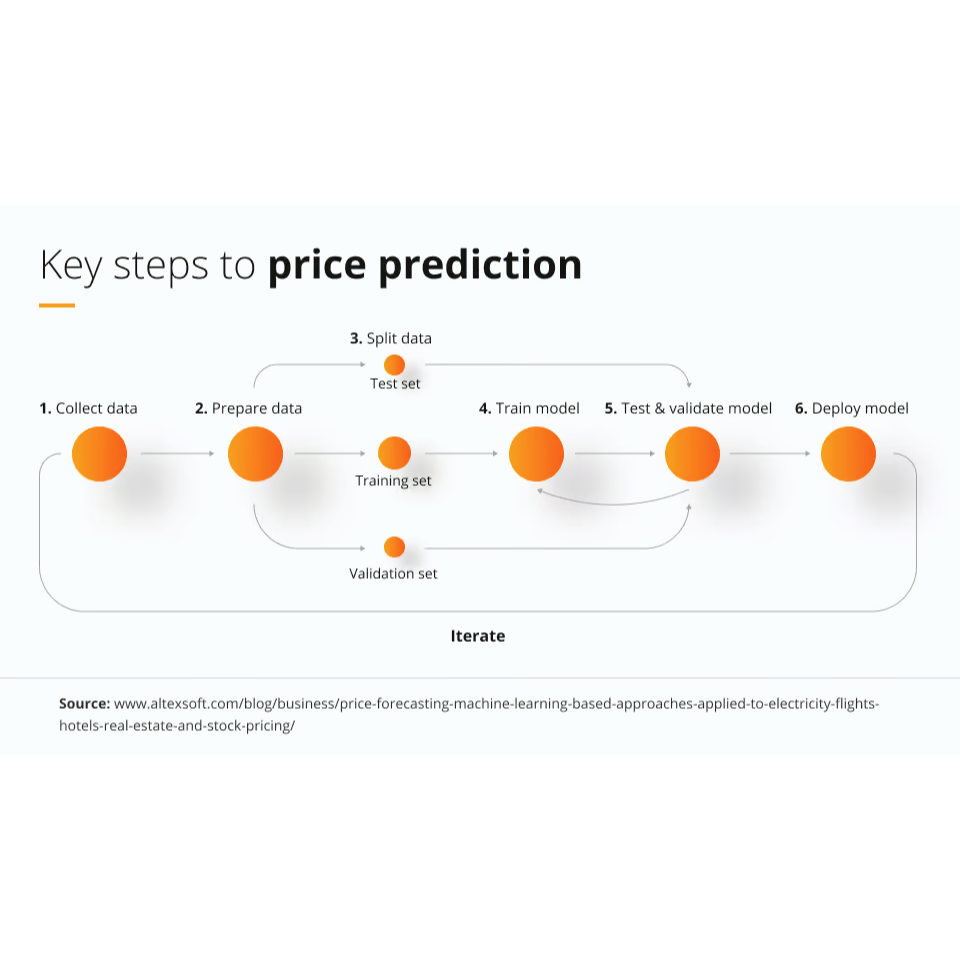 Key steps to price prediction
3. Split data
Test set
1. Collect data
2. Prepare data
4. Train model
5. Test & validate model
6. Deploy model
Training set
Validation set
Iterate
Source: www.altexsoft.com/blog/business/price-forecasting-machine-learning-based-approaches-applied-to-electricity-flights-
hotels-real-estate-and-stock-pricing/